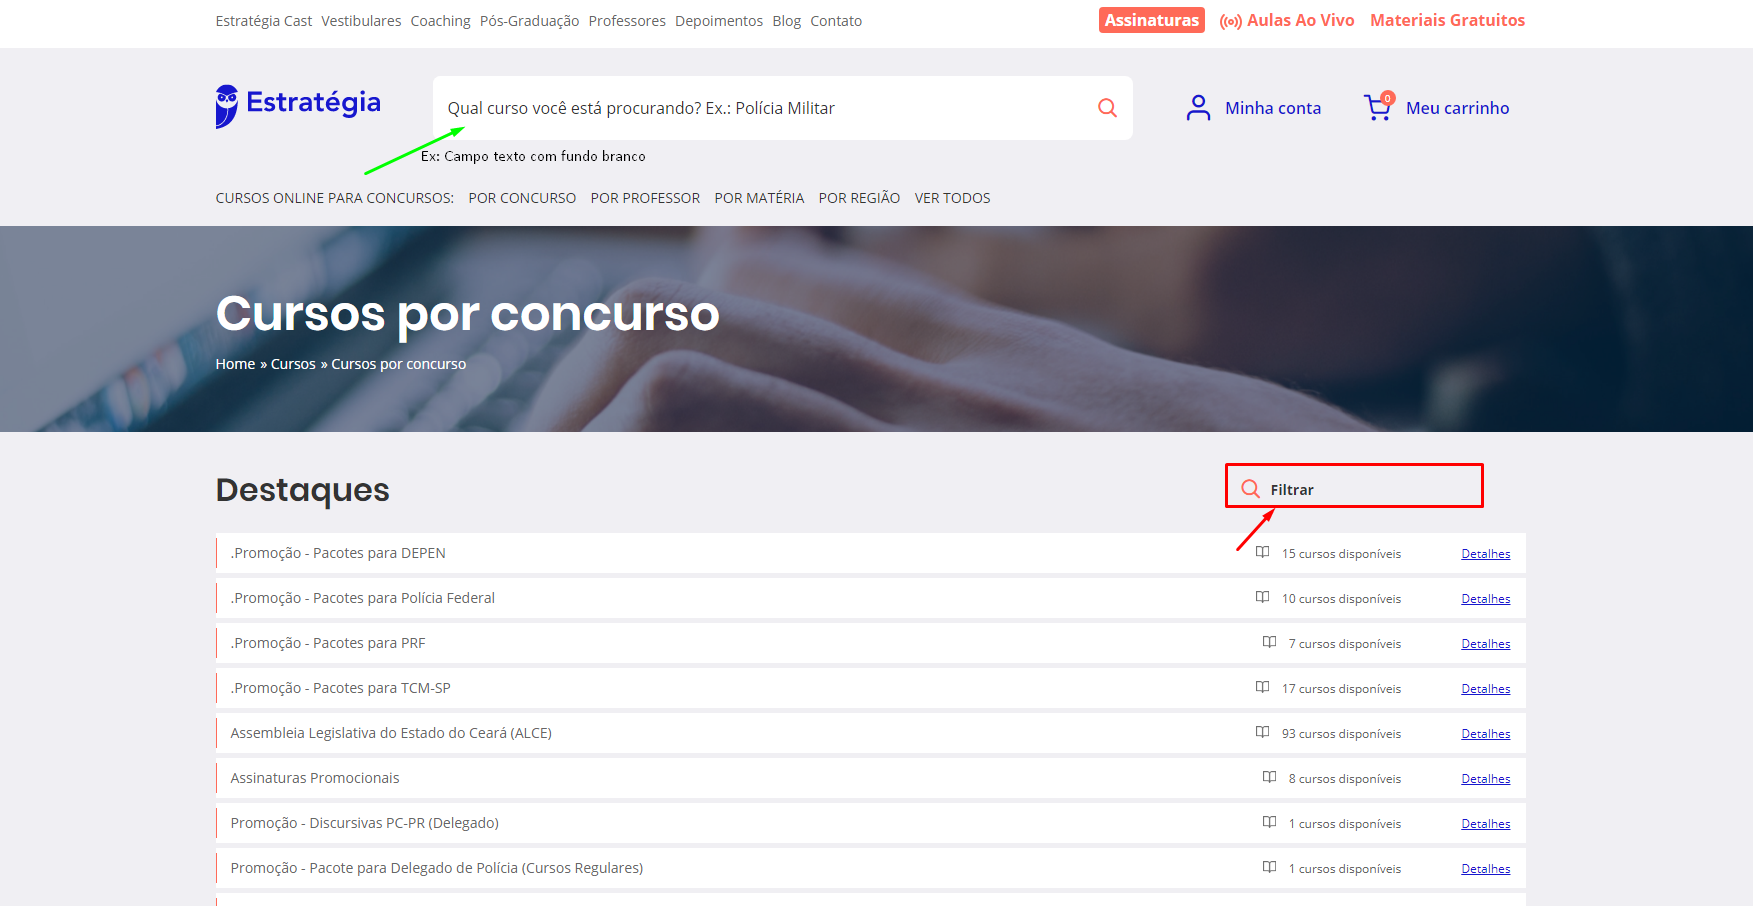 Estratégia Cast Vestibulares Coaching Pós-Graduação Professores Depoimentos Blog Contato Assinaturas Aulas Ao Vivo Materiais Gratuitos
Estratégia Qual curso você está procurando? Ex.: Polícia Militar Minha conta 0 Meu carrinho
Ex: Campo texto com fundo branco
CURSOS ONLINE PARA CONCURSOS: POR CONCURSO POR PROFESSOR POR MATÉRIA POR REGIÃO VER TODOS
Cursos por concurso
Home » Cursos » Cursos por concurso
Destaques Filtrar
.Promoção - Pacotes para DEPEN 15 cursos disponíveis Detalhes
.Promoção - Pacotes para Polícia Federal 10 cursos disponíveis Detalhes
.Promoção - Pacotes para PRF 7 cursos disponíveis Detalhes
.Promoção - Pacotes para TCM-SP 17 cursos disponíveis Detalhes
Assembleia Legislativa do Estado do Ceará (ALCE) 93 cursos disponíveis Detalhes
Assinaturas Promocionais 8 cursos disponíveis Detalhes
Promoção - Discursivas PC-PR (Delegado) 1 cursos disponíveis Detalhes
Promoção - Pacote para Delegado de Polícia (Cursos Regulares) 1 cursos disponíveis Detalhes